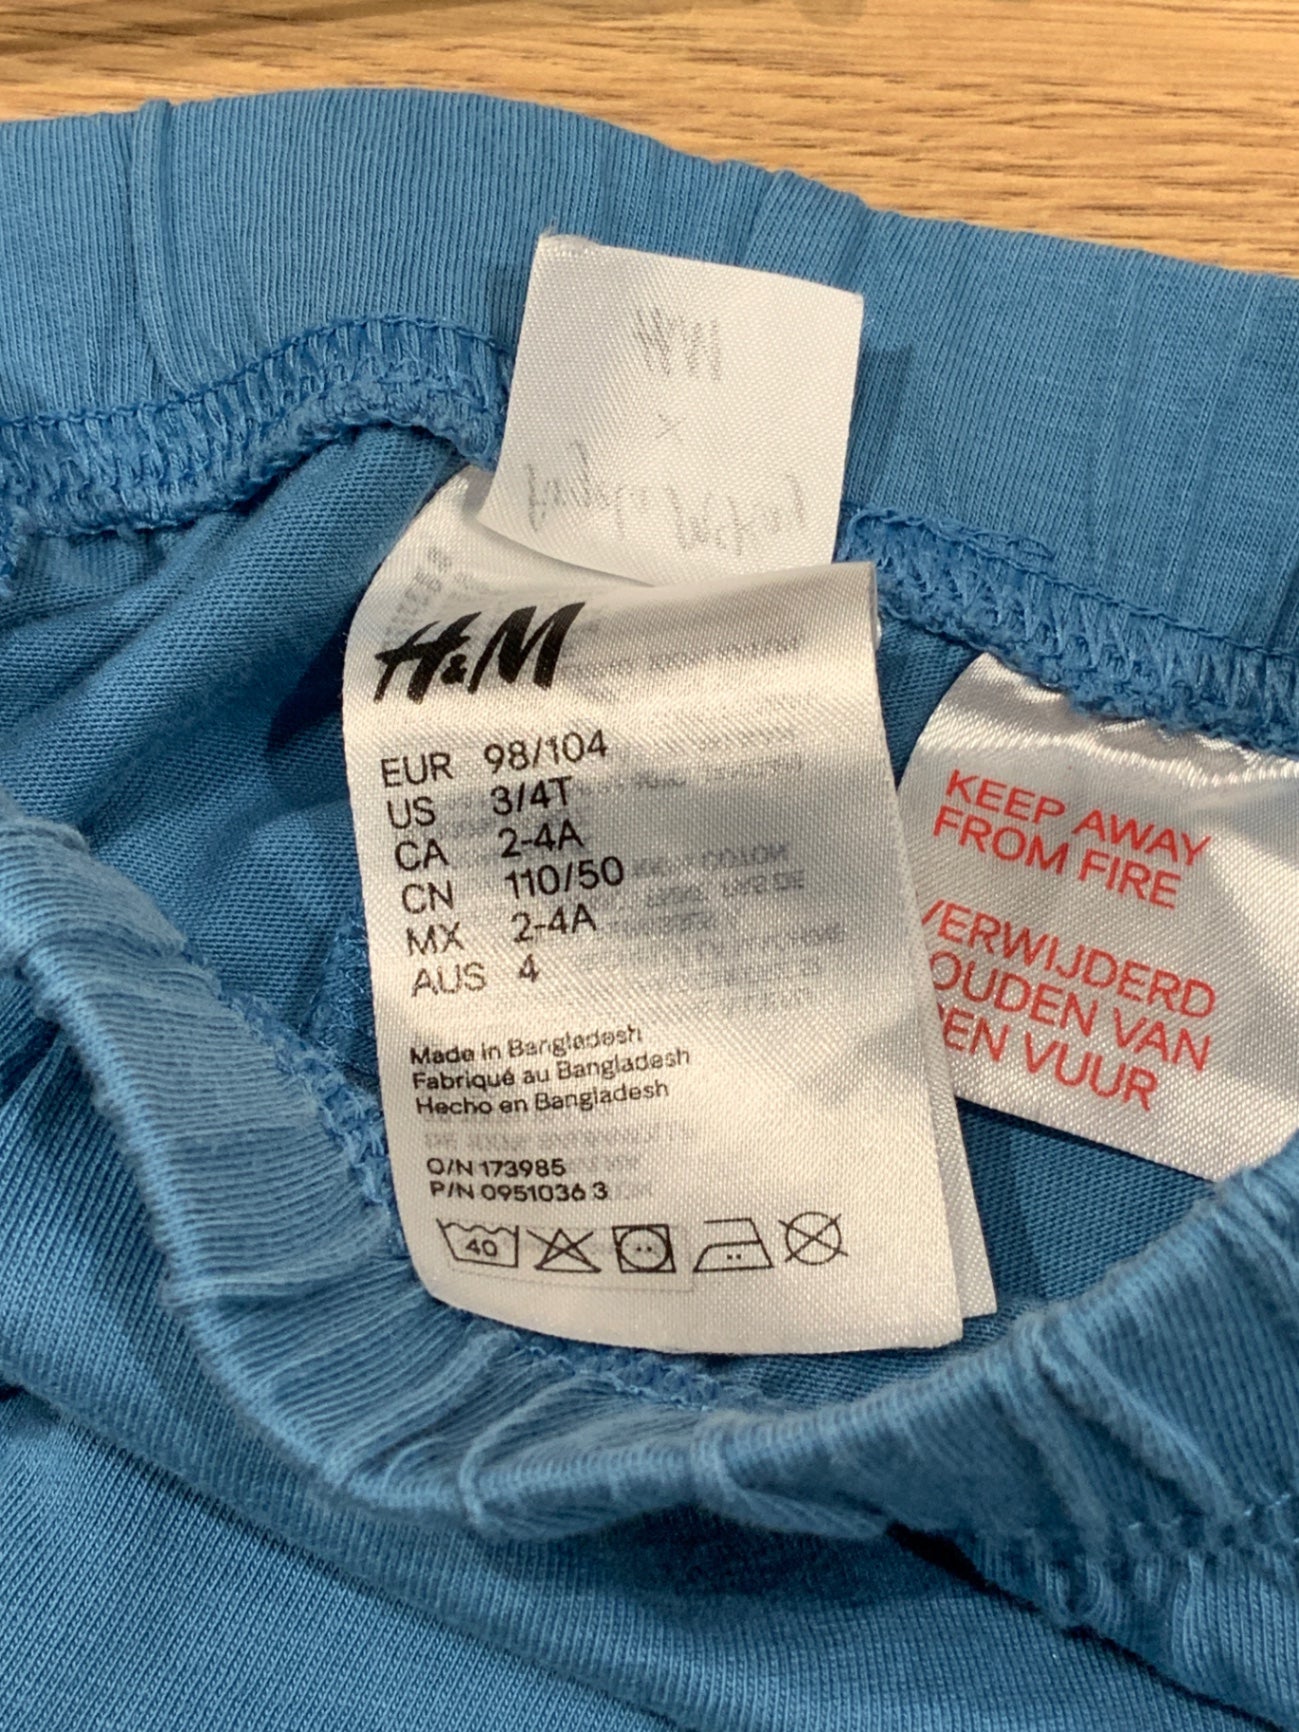 H&M
EUR 98/104
US 3/4T
CA 2-4A
CN 110/50
MX 2-4A
AUS 4
Made in Bangladesh
Fabriqué au Bangladesh
Hecho en Bangladesh
O/N 173985
P/N 0951036 3
40
KEEP AWAY
FROM FIRE
VERWIJDERD
OUDEN VAN
EN VUUR